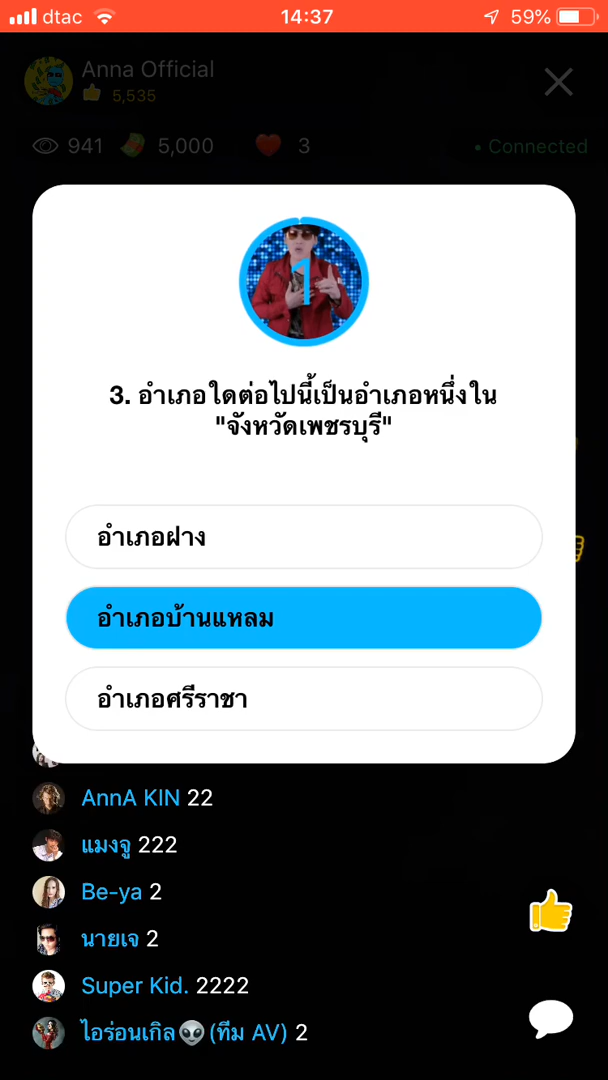 dtac 14:37 59%
Anna Official
5,535
941 5,000 3 • Connected
1
3. อำเภอใดต่อไปนี้เป็นอำเภอหนึ่งใน
"จังหวัดเพชรบุรี"
อำเภอฝาง
อำเภอบ้านแหลม
อำเภอศรีราชา
AnnA KIN 22
แมงจู 222
Be-ya 2
นายเจ 2
Super Kid. 2222
ไอร่อนเกิล👽(ทีม AV) 2